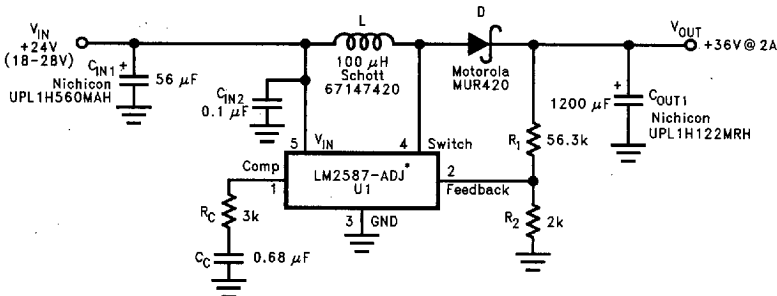 VIN
+24V
(18-28V)
CIN1 +
56 μF
Nichicon
UPL1H560MAH
CIN2
0.1 μF
L
100 μH
Schott
67147420
D
Motorola
MUR420
VOUT
+36V@ 2A
1200 μF
+
COUT1
Nichicon
UPL1H122MRH
R1
56.3k
R2
2k
5
VIN
4
Switch
Comp
1
LM2587-ADJ*
U1
2
Feedback
3
GND
RC
3k
CC
0.68 μF